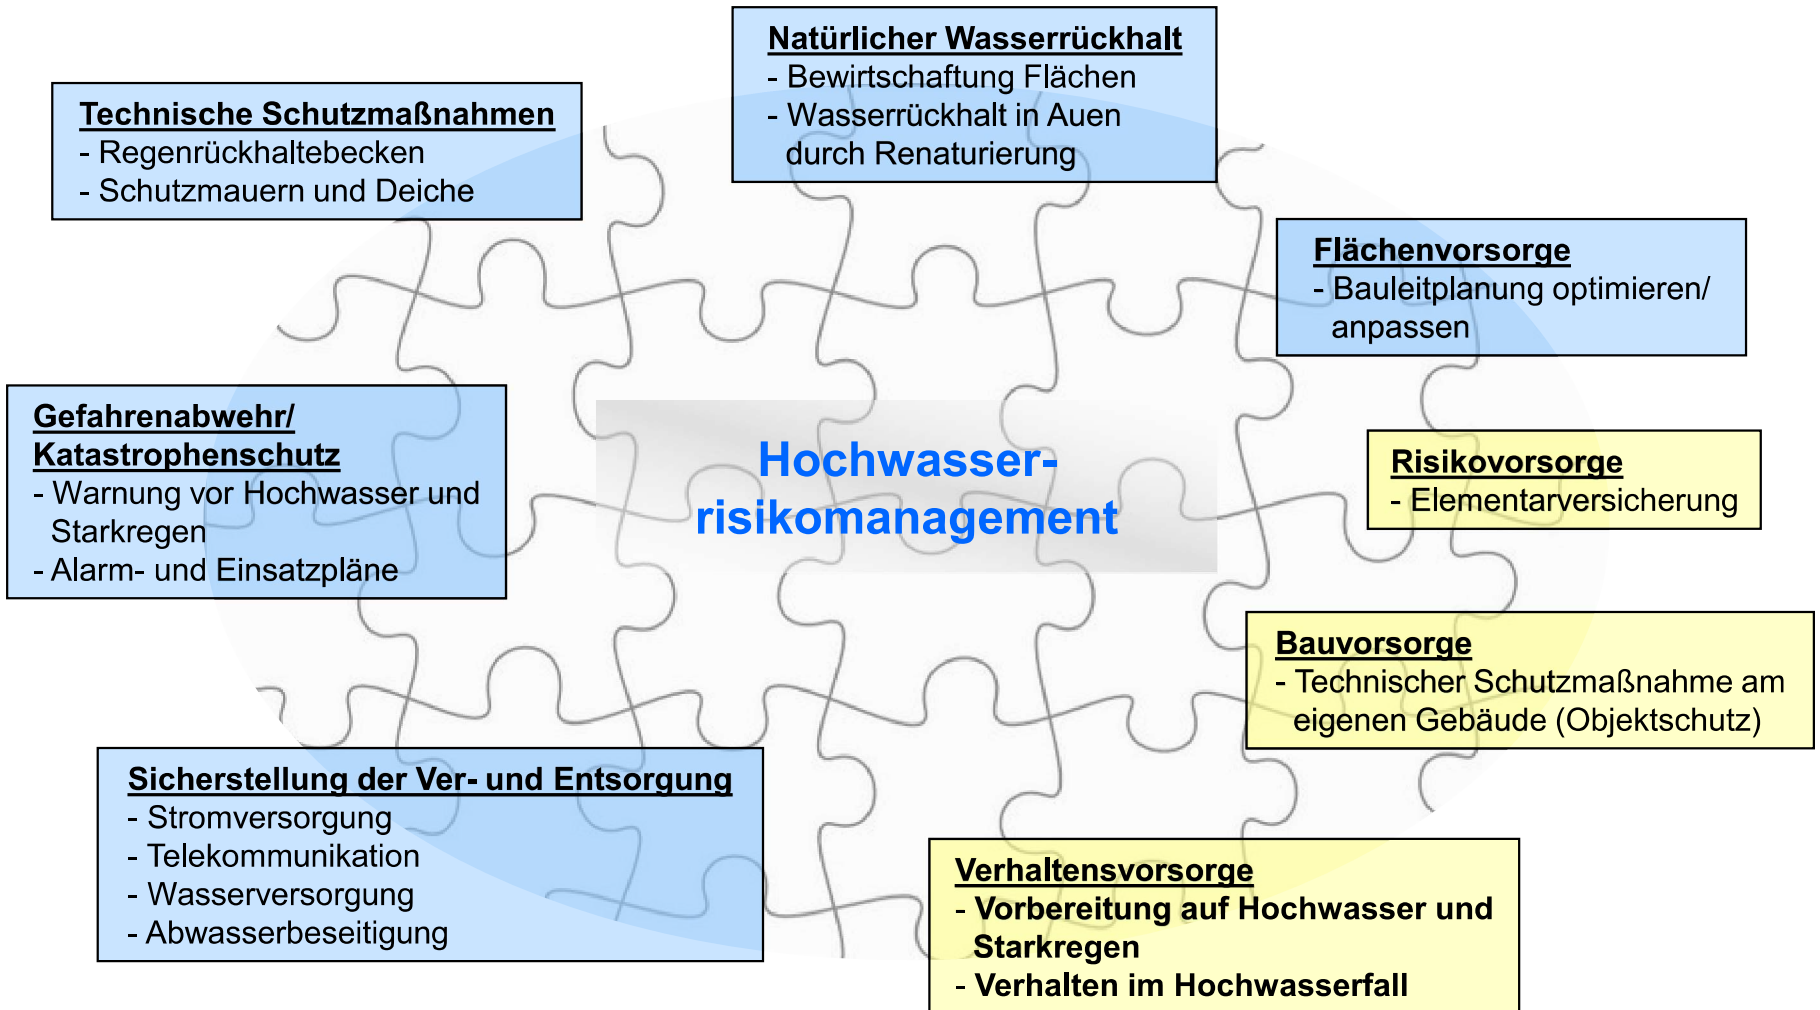 Natürlicher Wasserrückhalt
- Bewirtschaftung Flächen
- Wasserrückhalt in Auen
durch Renaturierung
Technische Schutzmaßnahmen
- Regenrückhaltebecken
- Schutzmauern und Deiche
Flächenvorsorge
- Bauleitplanung optimieren/
anpassen
Gefahrenabwehr/
Katastrophenschutz
- Warnung vor Hochwasser und
Starkregen
- Alarm- und Einsatzpläne
Hochwasser-
risikomanagement
Risikovorsorge
- Elementarversicherung
Bauvorsorge
- Technischer Schutzmaßnahme am
eigenen Gebäude (Objektschutz)
Sicherstellung der Ver- und Entsorgung
- Stromversorgung
- Telekommunikation
- Wasserversorgung
- Abwasserbeseitigung
Verhaltensvorsorge
- Vorbereitung auf Hochwasser und
Starkregen
- Verhalten im Hochwasserfall